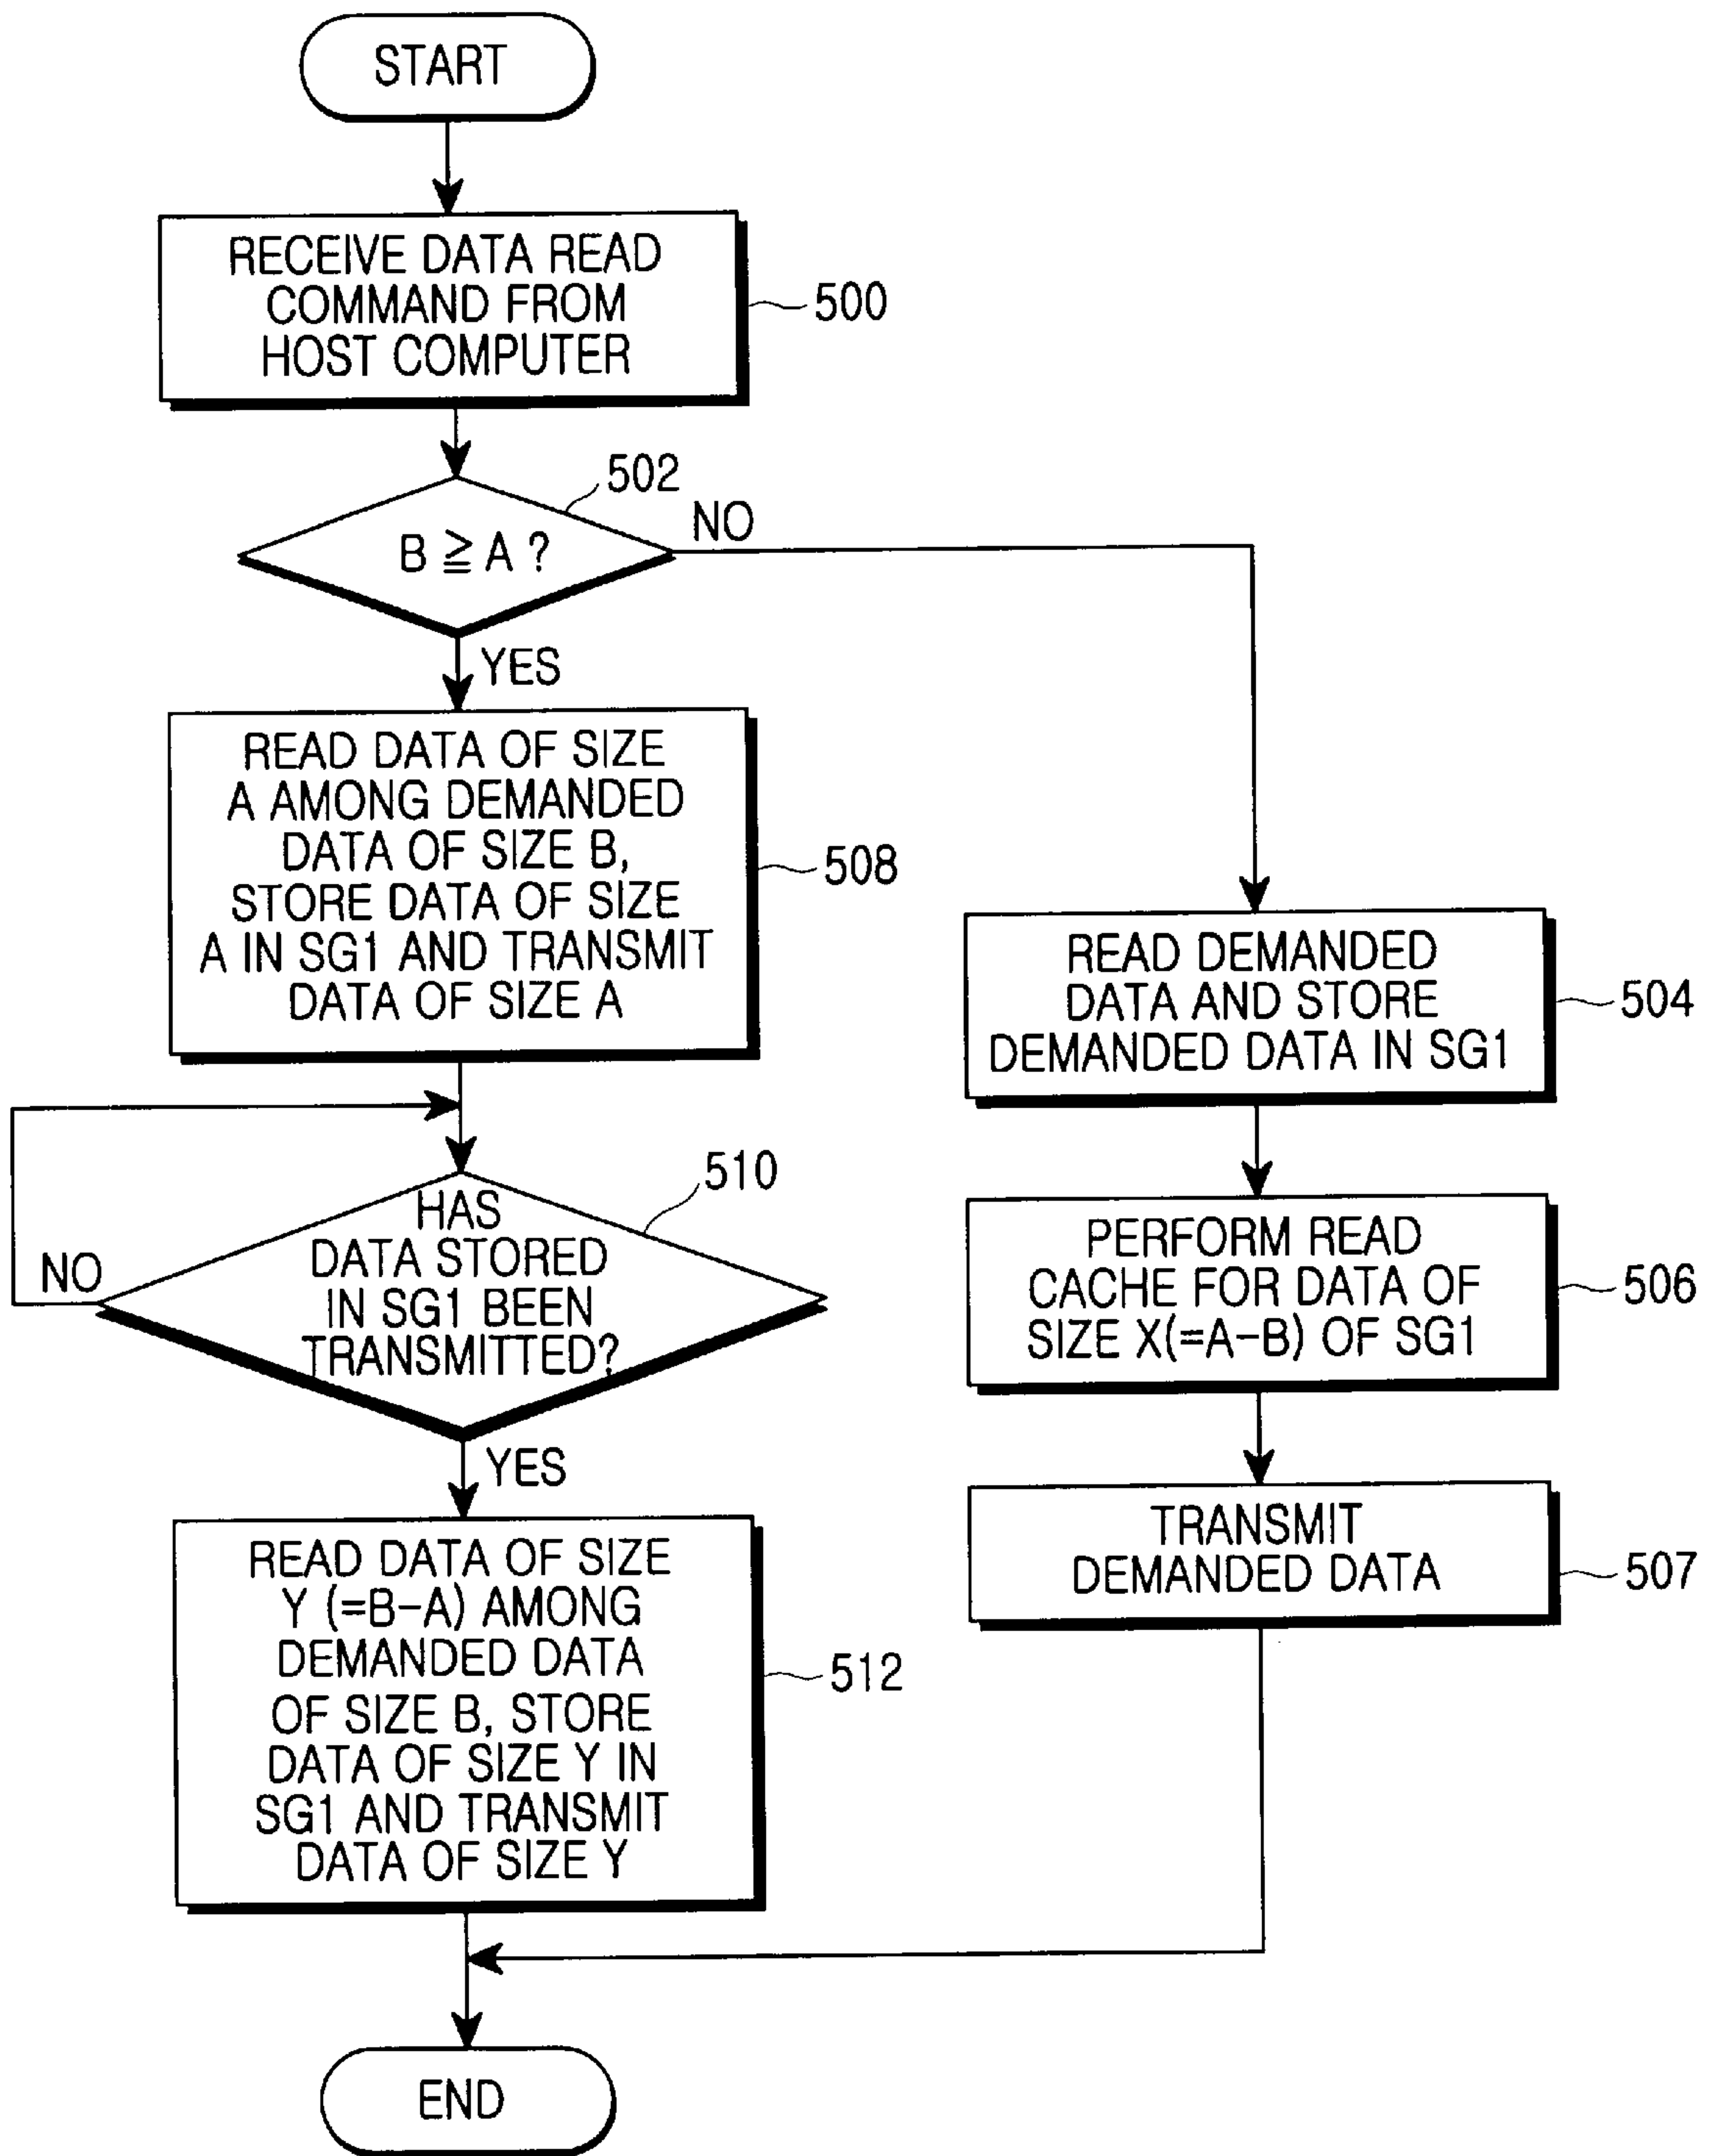 START
RECEIVE DATA READ
COMMAND FROM
HOST COMPUTER
500
502
B ≧ A ?
NO
YES
READ DATA OF SIZE
A AMONG DEMANDED
DATA OF SIZE B,
STORE DATA OF SIZE
A IN SG1 AND TRANSMIT
DATA OF SIZE A
508
READ DEMANDED
DATA AND STORE
DEMANDED DATA IN SG1
504
510
HAS
DATA STORED
IN SG1 BEEN
TRANSMITTED?
NO
YES
PERFORM READ
CACHE FOR DATA OF
SIZE X(=A-B) OF SG1
506
TRANSMIT
DEMANDED DATA
507
READ DATA OF SIZE
Y (=B-A) AMONG
DEMANDED DATA
OF SIZE B, STORE
DATA OF SIZE Y IN
SG1 AND TRANSMIT
DATA OF SIZE Y
512
END